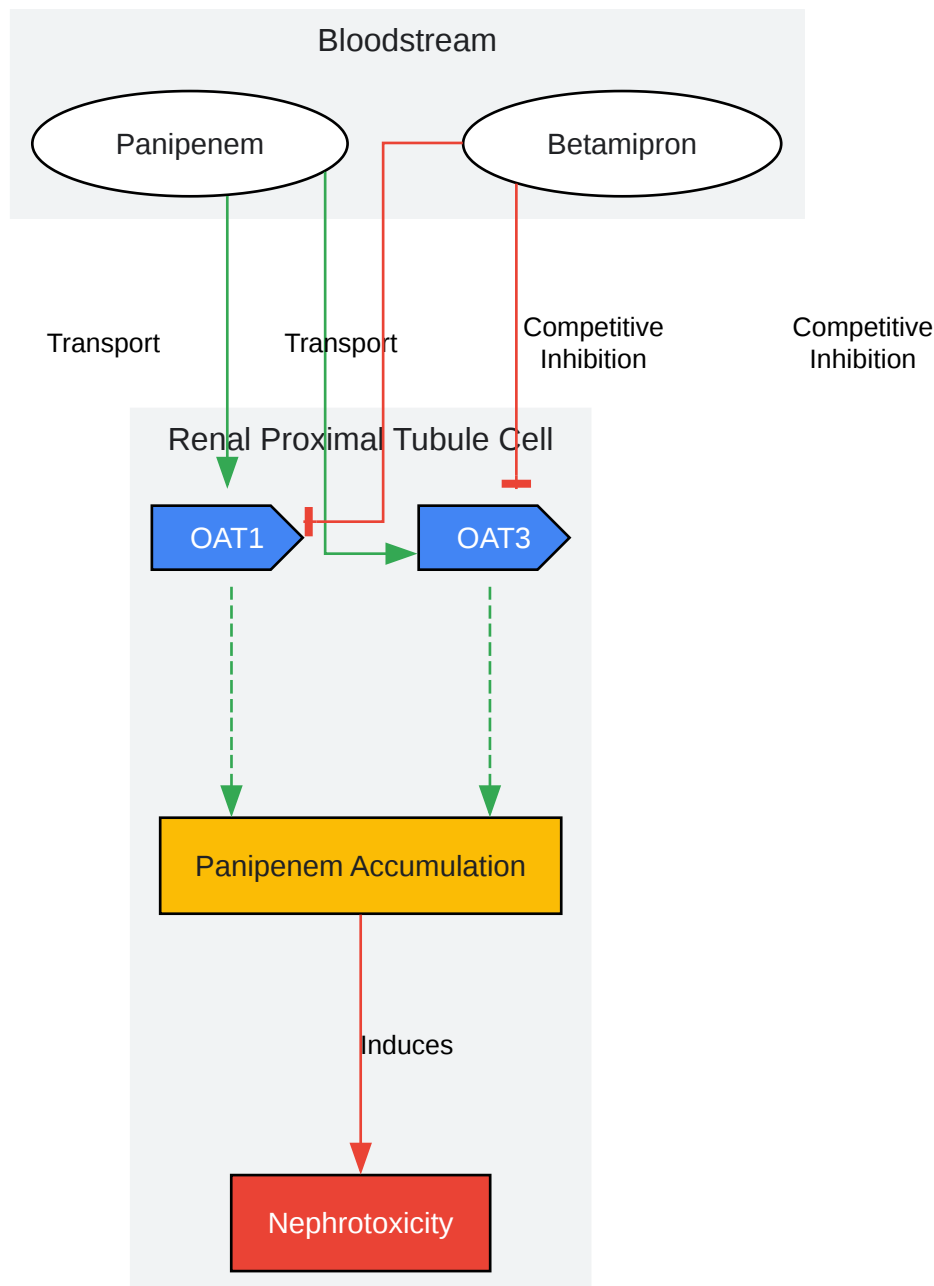 Bloodstream
Panipenem
Betamipron
Transport
Transport
Competitive
Inhibition
Competitive
Inhibition
Renal Proximal Tubule Cell
OAT1
OAT3
Panipenem Accumulation
Induces
Nephrotoxicity